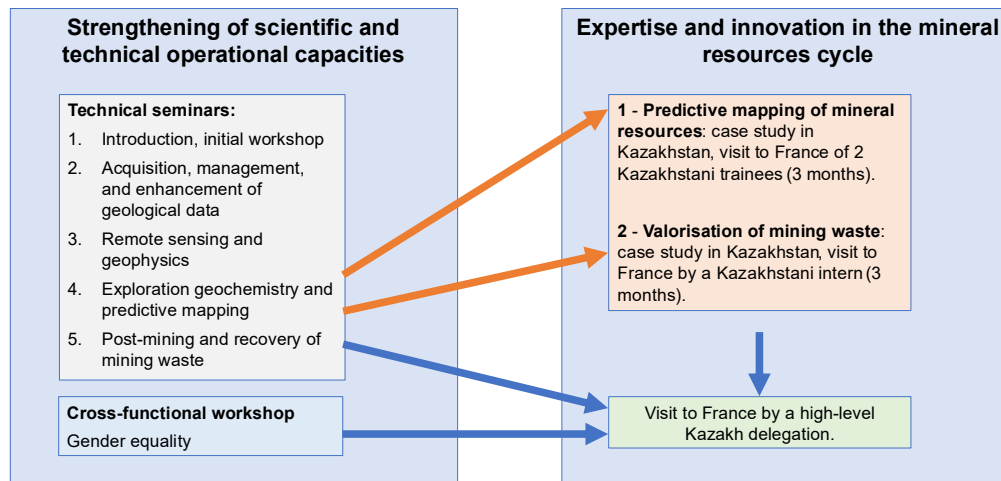 Strengthening of scientific and
technical operational capacities
Technical seminars:
1. Introduction, initial workshop
2. Acquisition, management,
and enhancement of
geological data
3. Remote sensing and
geophysics
4. Exploration geochemistry and
predictive mapping
5. Post-mining and recovery of
mining waste
Cross-functional workshop
Gender equality
Expertise and innovation in the mineral
resources cycle
1 - Predictive mapping of mineral
resources: case study in
Kazakhstan, visit to France of 2
Kazakhstani trainees (3 months).
2 - Valorisation of mining waste:
case study in Kazakhstan, visit to
France by a Kazakhstani intern (3
months).
Visit to France by a high-level
Kazakh delegation.